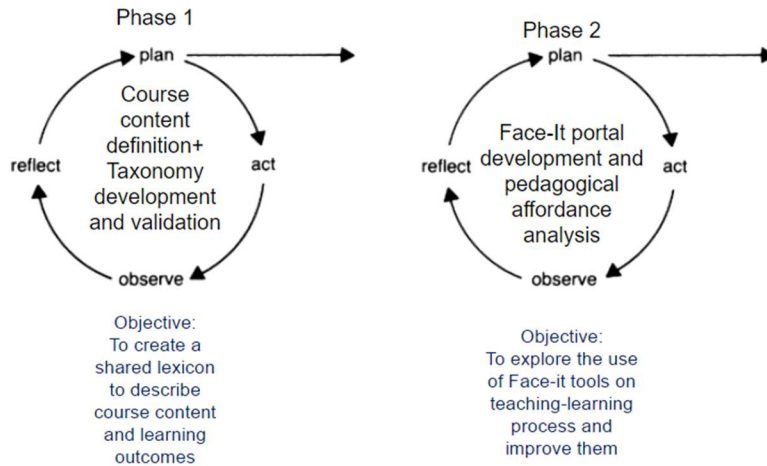 Phase 1
plan
act
observe
reflect
Course
content
definition+
Taxonomy
development
and validation
Objective:
To create a
shared lexicon
to describe
course content
and learning
outcomes
Phase 2
plan
act
observe
reflect
Face-It portal
development and
pedagogical
affordance
analysis
Objective:
To explore the use
of Face-it tools on
teaching-learning
process and
improve them